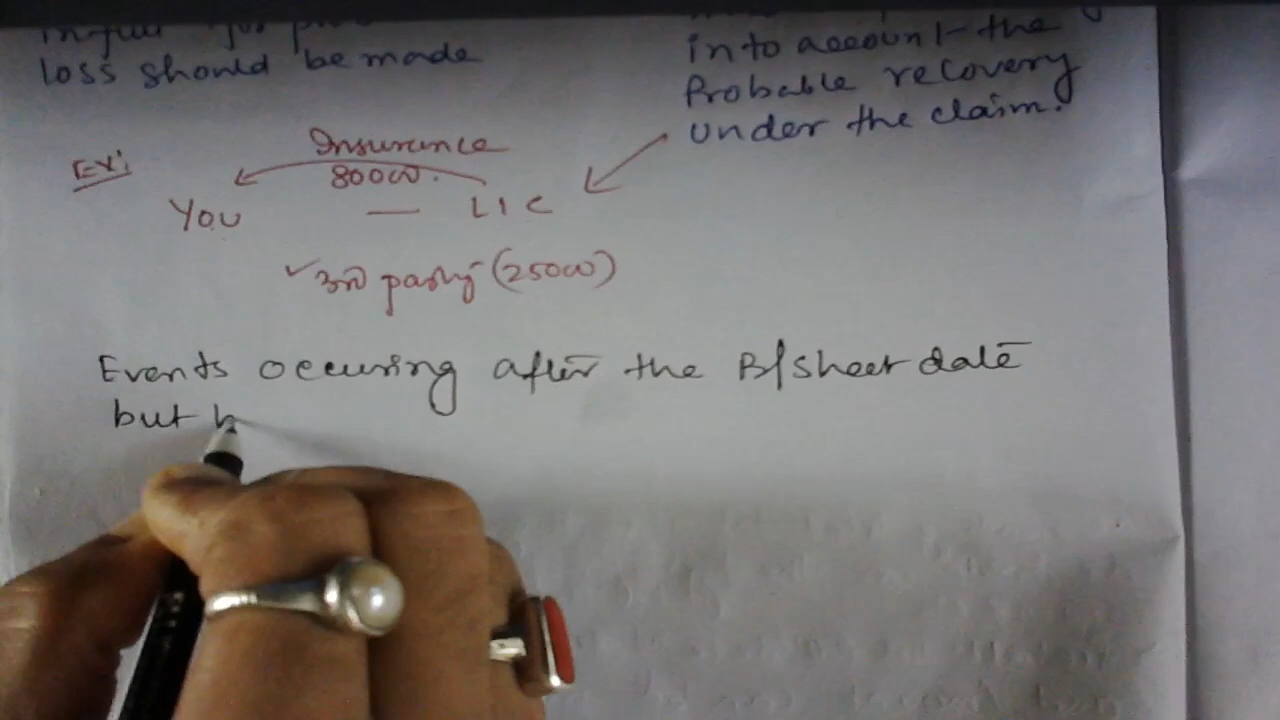 loss should be made
into account the
Probable recovery
under the claim.
Ex:
Insurance
80000.
You — LIC
✓ 3rd party (25000)
Events occuring after the B/Sheet date
but b